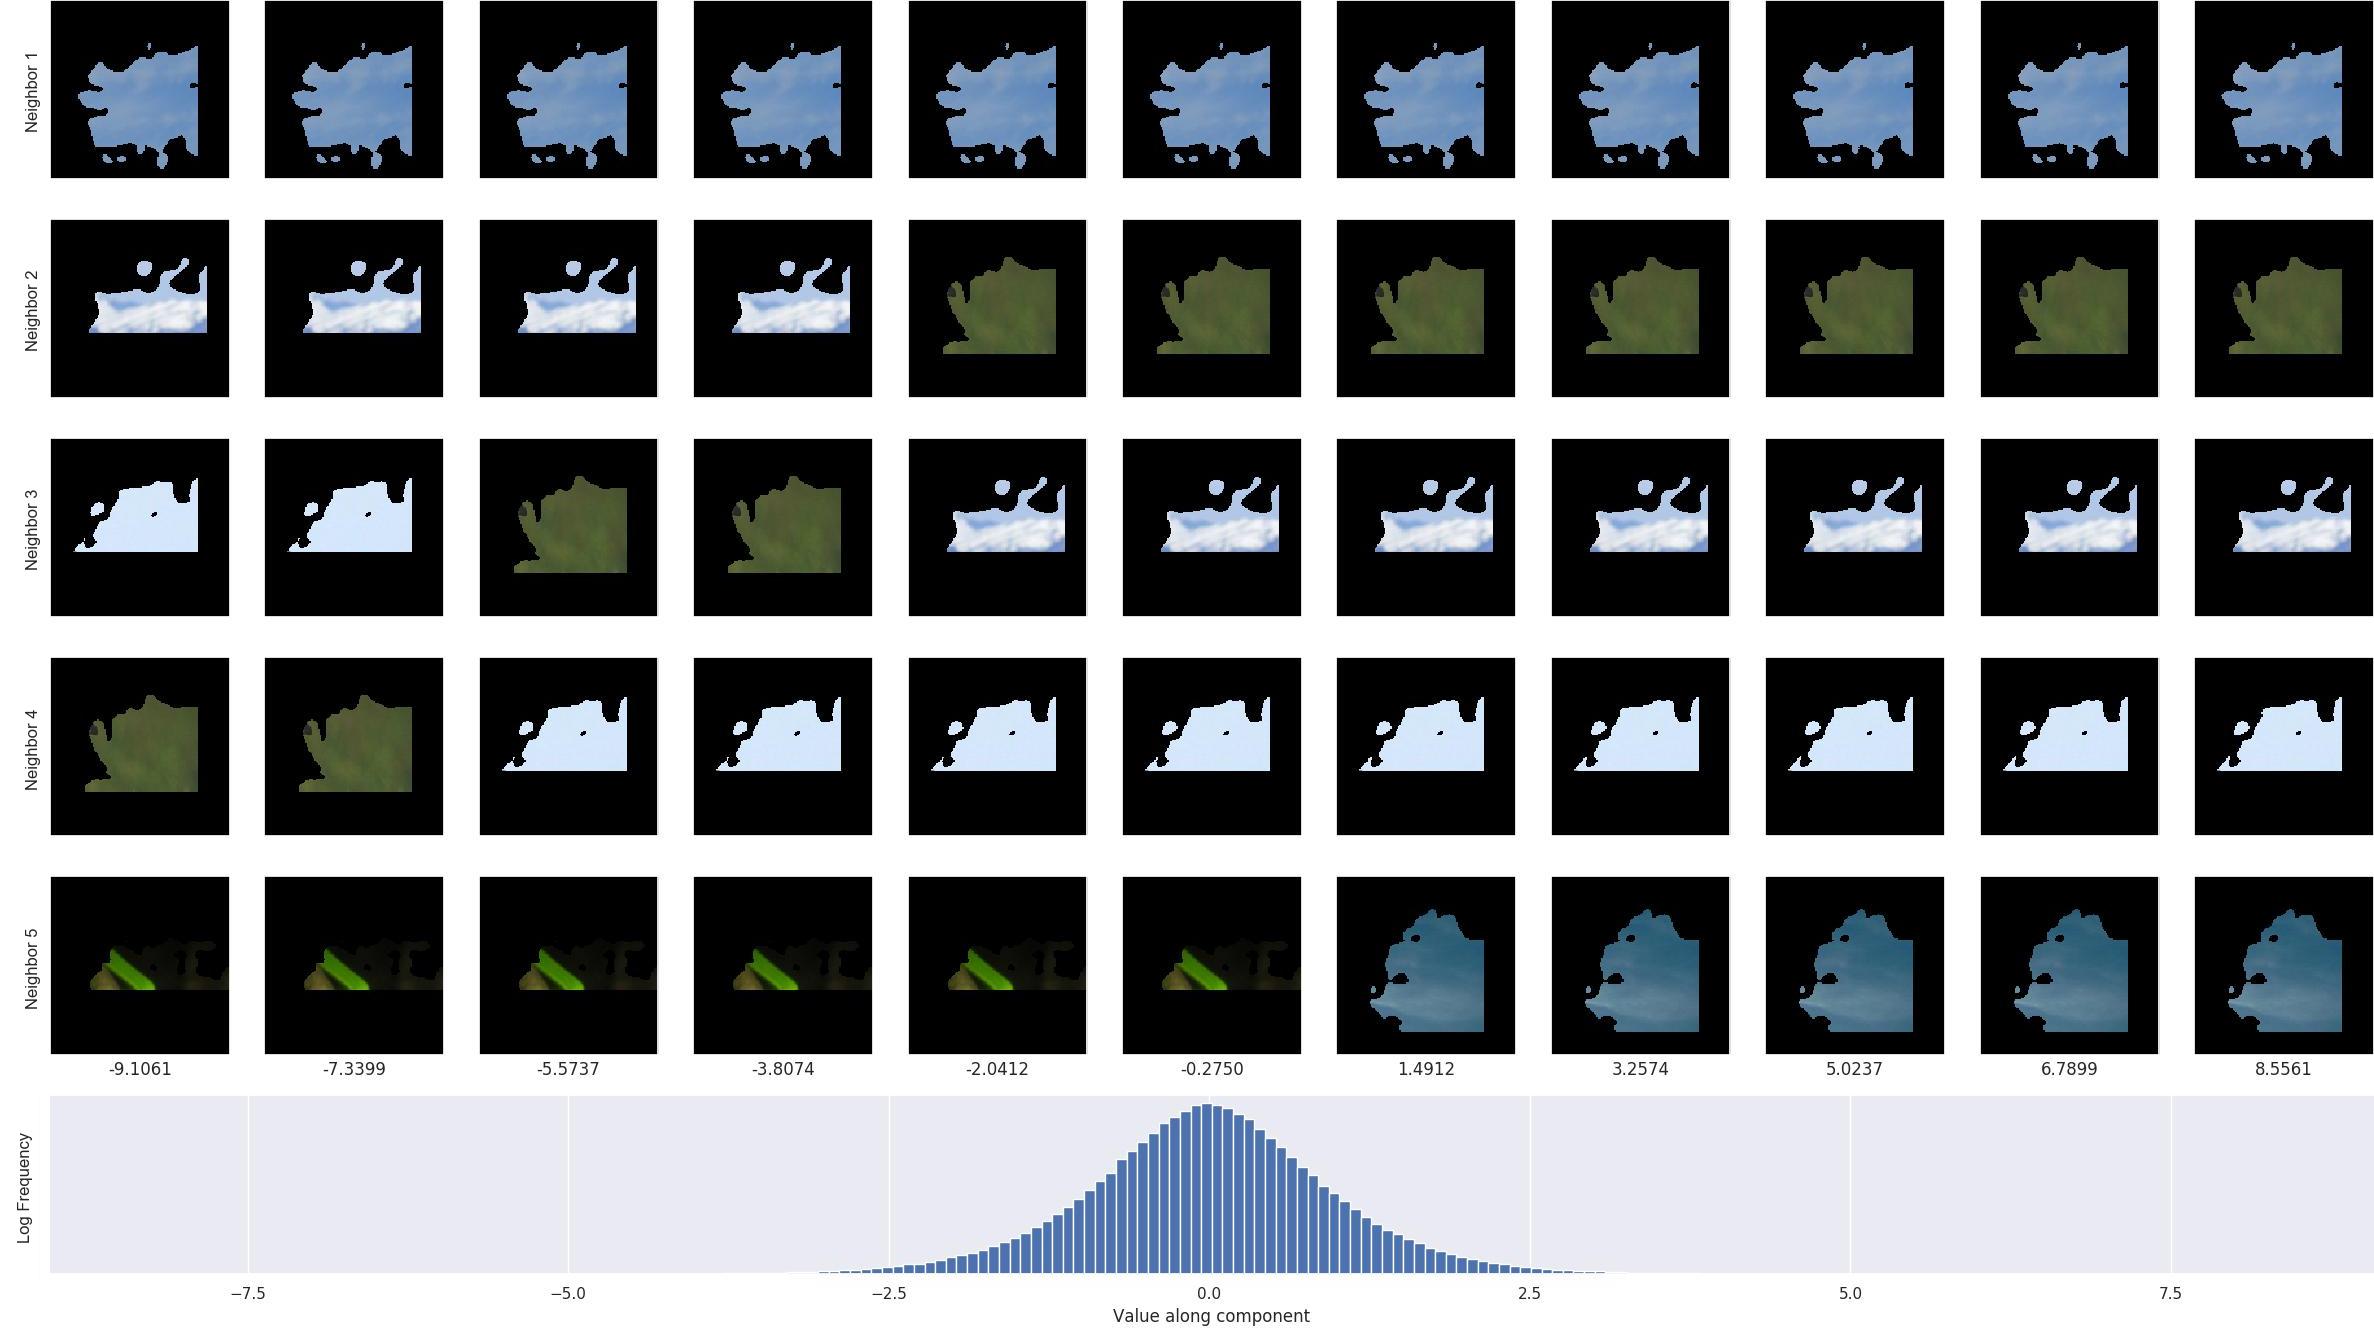 Neighbor 1
Neighbor 2
Neighbor 3
Neighbor 4
Neighbor 5
-9.1061 -7.3399 -5.5737 -3.8074 -2.0412 -0.2750 1.4912 3.2574 5.0237 6.7899 8.5561
Log Frequency
−7.5 −5.0 −2.5 0.0 2.5 5.0 7.5
Value along component